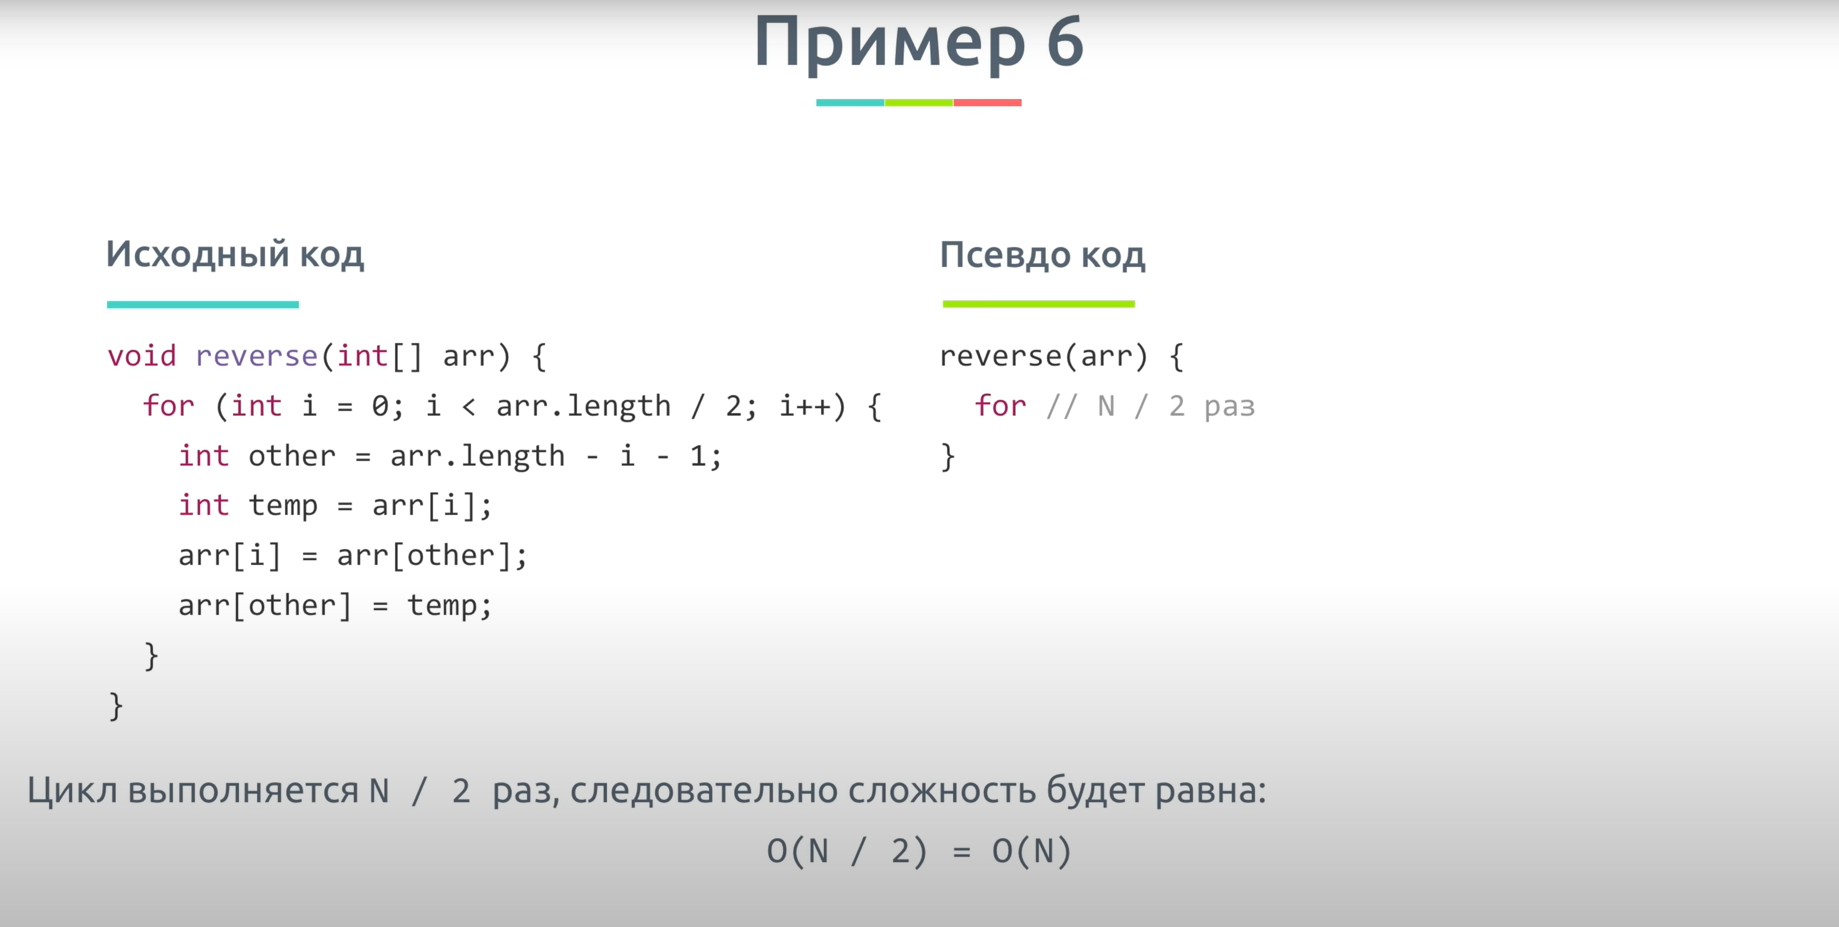 Пример 6
Исходный код
void reverse(int[] arr) {
for (int i = 0; i < arr.length / 2; i++) {
int other = arr.length - i - 1;
int temp = arr[i];
arr[i] = arr[other];
arr[other] = temp;
}
}
Псевдо код
reverse(arr) {
for // N / 2 раз
}
Цикл выполняется N / 2 раз, следовательно сложность будет равна:
O(N / 2) = O(N)